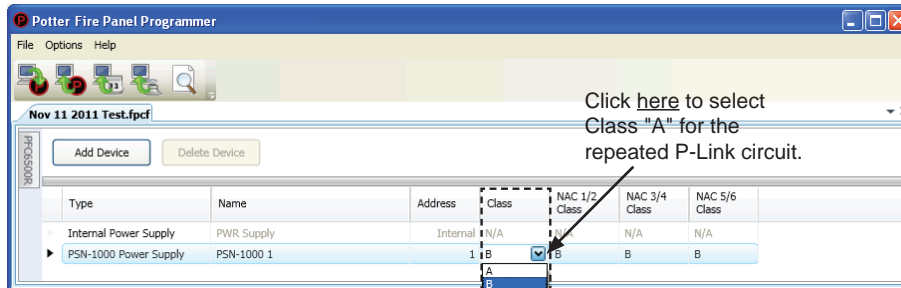 Potter Fire Panel Programmer
File Options Help
Nov 11 2011 Test.fpcf
PFC6500R
Add Device Delete Device
Click here to select
Class "A" for the
repeated P-Link circuit.
Type Name Address Class NAC 1/2 Class NAC 3/4 Class NAC 5/6 Class
Internal Power Supply PWR Supply Internal N/A N/A N/A N/A
PSN-1000 Power Supply PSN-1000 1 1 B B B B
A
B